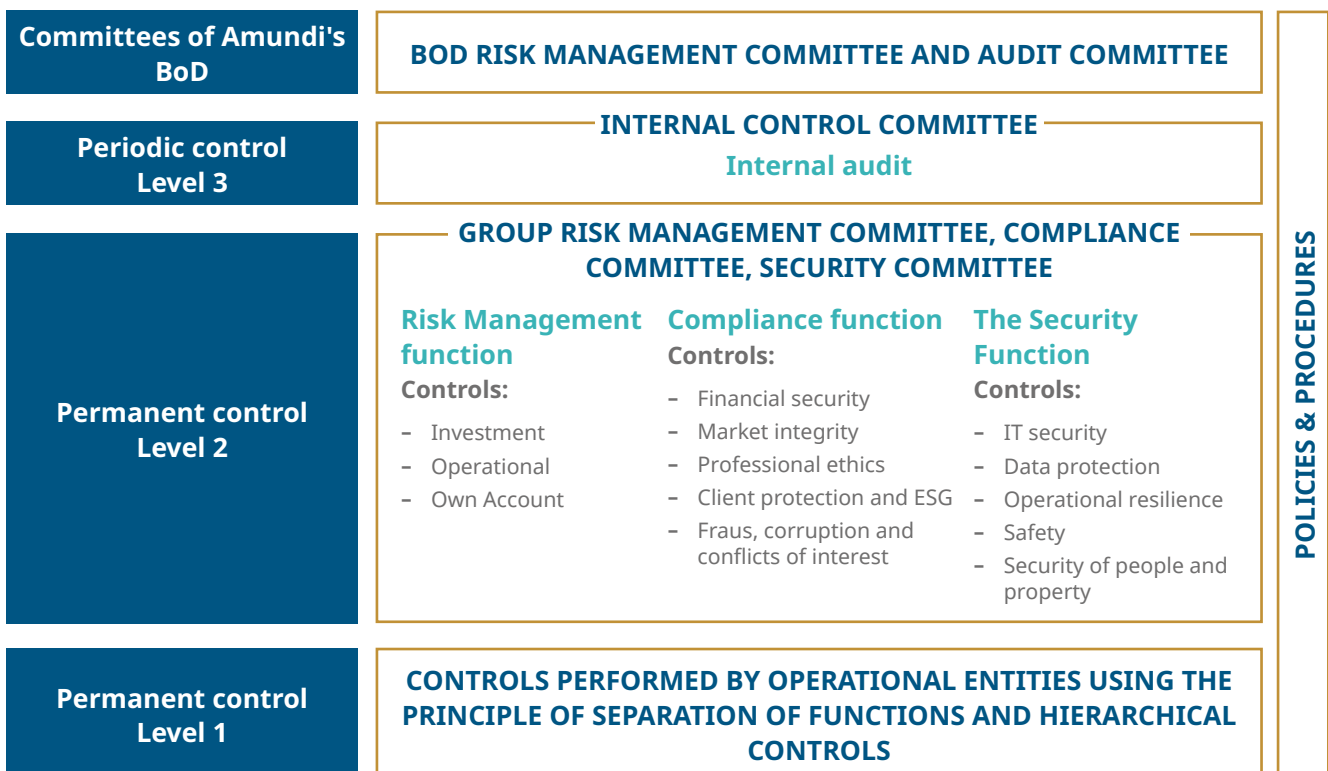 Committees of Amundi's
BoD
BOD RISK MANAGEMENT COMMITTEE AND AUDIT COMMITTEE
Periodic control
Level 3
INTERNAL CONTROL COMMITTEE
Internal audit
Permanent control
Level 2
GROUP RISK MANAGEMENT COMMITTEE, COMPLIANCE
COMMITTEE, SECURITY COMMITTEE
Risk Management
function
Controls:
– Investment
– Operational
– Own Account
Compliance function
Controls:
– Financial security
– Market integrity
– Professional ethics
– Client protection and ESG
– Fraus, corruption and
conflicts of interest
The Security
Function
Controls:
– IT security
– Data protection
– Operational resilience
– Safety
– Security of people and
property
Permanent control
Level 1
CONTROLS PERFORMED BY OPERATIONAL ENTITIES USING THE
PRINCIPLE OF SEPARATION OF FUNCTIONS AND HIERARCHICAL
CONTROLS
POLICIES & PROCEDURES